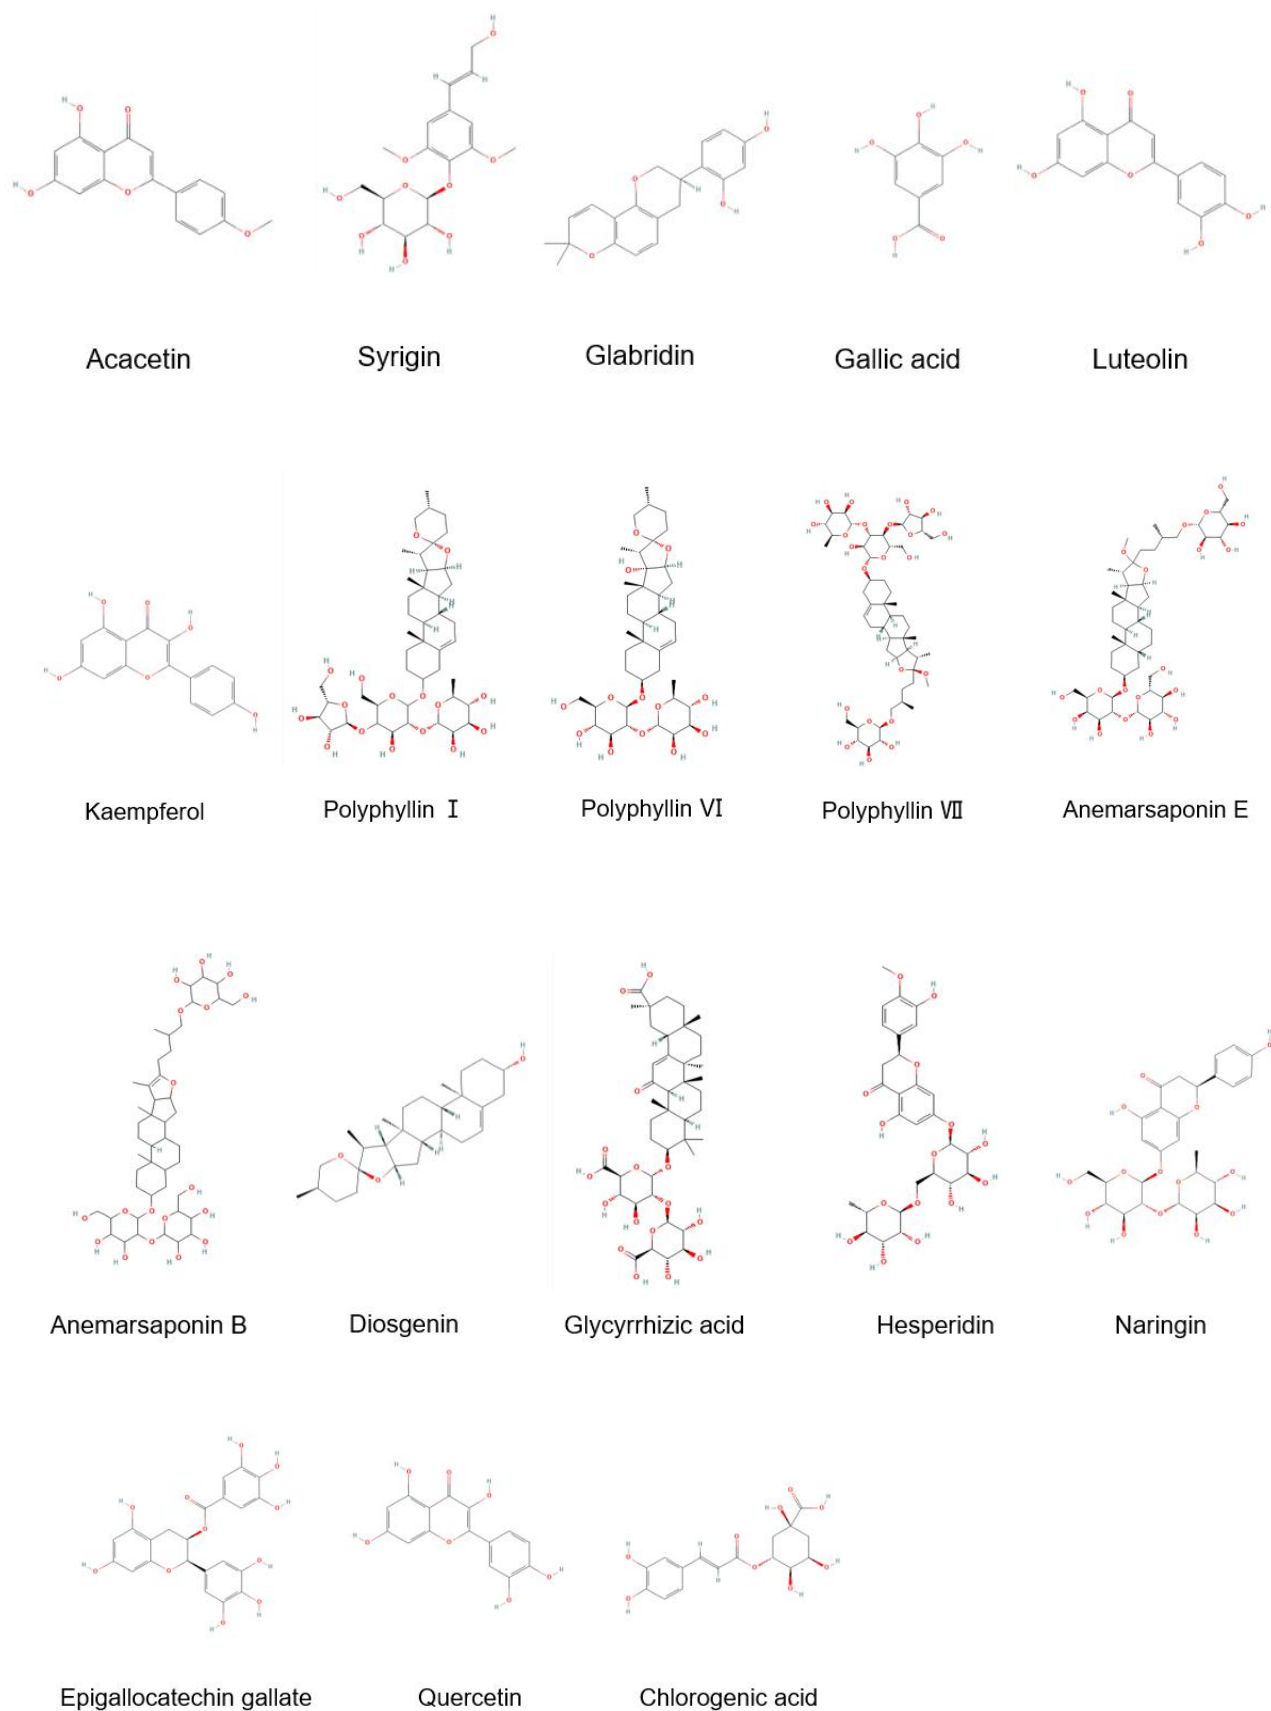 Acacetin
Syrigin
Glabridin
Gallic acid
Luteolin
Kaempferol
Polyphyllin Ⅰ
Polyphyllin VI
Polyphyllin Ⅶ
Anemarsaponin E
Anemarsaponin B
Diosgenin
Glycyrrhizic acid
Hesperidin
Naringin
Epigallocatechin gallate
Quercetin
Chlorogenic acid